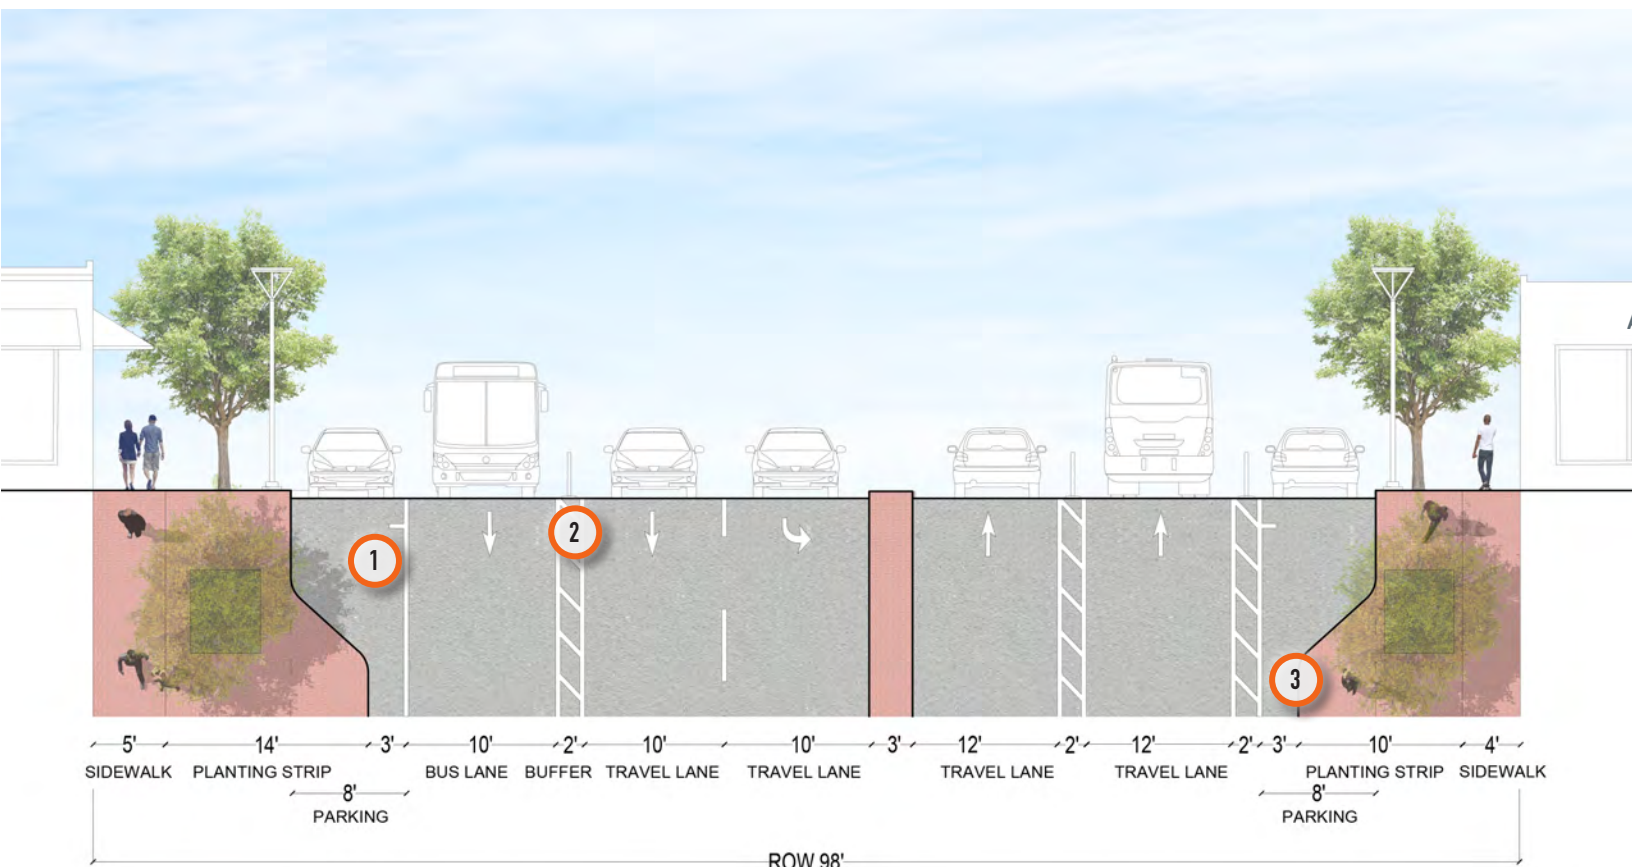 A
1
2
3
5' 14' 3' 10' 2' 10' 10' 3' 12' 2' 12' 2' 3' 10' 4'
SIDEWALK PLANTING STRIP BUS LANE BUFFER TRAVEL LANE TRAVEL LANE TRAVEL LANE TRAVEL LANE PLANTING STRIP SIDEWALK
8' 8'
PARKING PARKING
ROW 98'